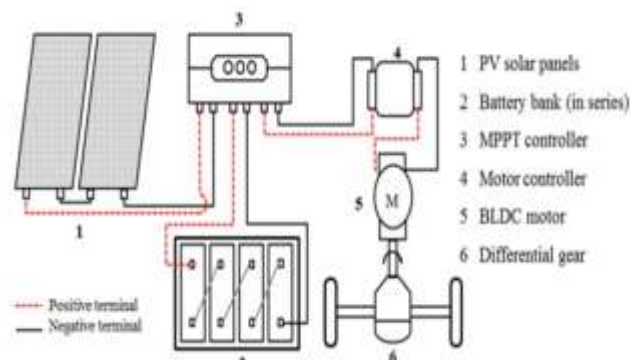 3
4
1 PV solar panels
2 Battery bank (in series)
3 MPPT controller
4 Motor controller
5 BLDC motor
6 Differential gear
1
5
M
Positive terminal
Negative terminal
6